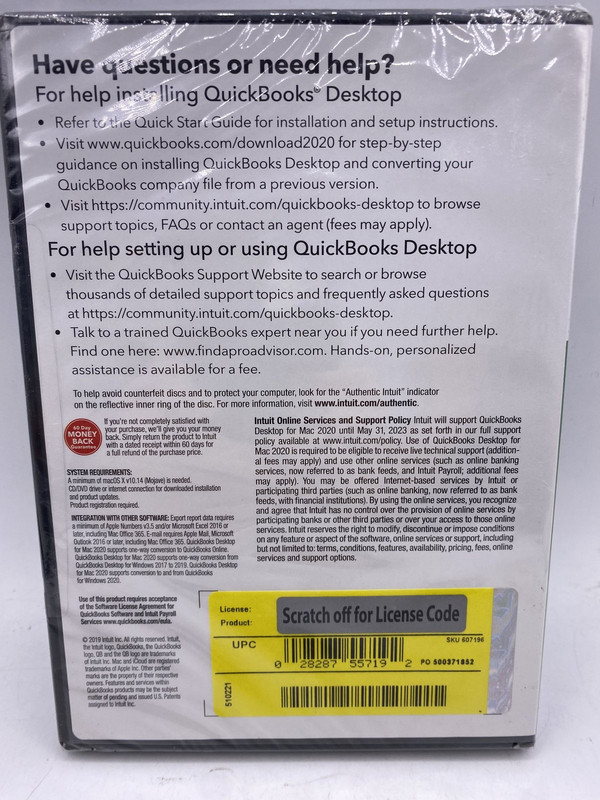 Have questions or need help?
For help installing QuickBooks® Desktop
• Refer to the Quick Start Guide for installation and setup instructions.
• Visit www.quickbooks.com/download2020 for step-by-step
guidance on installing QuickBooks Desktop and converting your
QuickBooks company file from a previous version.
• Visit https://community.intuit.com/quickbooks-desktop to browse
support topics, FAQs or contact an agent (fees may apply).
For help setting up or using QuickBooks Desktop
• Visit the QuickBooks Support Website to search or browse
thousands of detailed support topics and frequently asked questions
at https://community.intuit.com/quickbooks-desktop.
• Talk to a trained QuickBooks expert near you if you need further help.
Find one here: www.findaproadvisor.com. Hands-on, personalized
assistance is available for a fee.
To help avoid counterfeit discs and to protect your computer, look for the "Authentic Intuit" indicator
on the reflective inner ring of the disc. For more information, visit www.intuit.com/authentic.
60 Day
MONEY
BACK
Guarantee
If you're not completely satisfied with
your purchase, we'll give you your money
back. Simply return the product to Intuit
with a dated receipt within 60 days for
a full refund of the purchase price.
SYSTEM REQUIREMENTS:
A minimum of macOS X v10.14 (Mojave) is needed.
CD/DVD drive or internet connection for downloaded installation
and product updates.
Product registration required.
INTEGRATION WITH OTHER SOFTWARE: Export report data requires
a minimum of Apple Numbers v3.5 and/or Microsoft Excel 2016 or
later, including Mac Office 365. E-mail requires Apple Mail, Microsoft
Outlook 2016 or later, including Mac Office 365. QuickBooks Desktop
for Mac 2020 supports one-way conversion to QuickBooks Online.
QuickBooks Desktop for Mac 2020 supports one-way conversion from
QuickBooks Desktop for Windows 2017 to 2019. QuickBooks Desktop
for Mac 2020 supports conversion to and from QuickBooks
for Windows 2020.
Use of this product requires acceptance
of the Software License Agreement for
QuickBooks Software and Intuit Payroll
Services www.quickbooks.com/eula.
© 2019 Intuit Inc. All rights reserved. Intuit,
the Intuit logo, QuickBooks, the QuickBooks
logo, QB and the QB logo are trademarks
of Intuit Inc. Mac and iCloud are registered
trademarks of Apple Inc. Other parties'
marks are the property of their respective
owners. Features and services within
QuickBooks products may be the subject
matter of pending and issued U.S. Patents
assigned to Intuit Inc.
Intuit Online Services and Support Policy Intuit will support QuickBooks
Desktop for Mac 2020 until May 31, 2023 as set forth in our full support
policy available at www.intuit.com/policy. Use of QuickBooks Desktop for
Mac 2020 is required to be eligible to receive live technical support (addition-
al fees may apply) and use other online services (such as online banking
services, now referred to as bank feeds, and Intuit Payroll; additional fees
may apply). You may be offered Internet-based services by Intuit or
participating third parties (such as online banking, now referred to as bank
feeds, with financial institutions). By using the online services, you recognize
and agree that Intuit has no control over the provision of online services by
participating banks or other third parties or over your access to those online
services. Intuit reserves the right to modify, discontinue or impose conditions
on any feature or aspect of the software, online services or support, including
but not limited to: terms, conditions, features, availability, pricing, fees, online
services and support options.
License:
Product:
Scratch off for License Code
UPC
SKU 607196
0 28287 55719 2
PO 500371852
510221